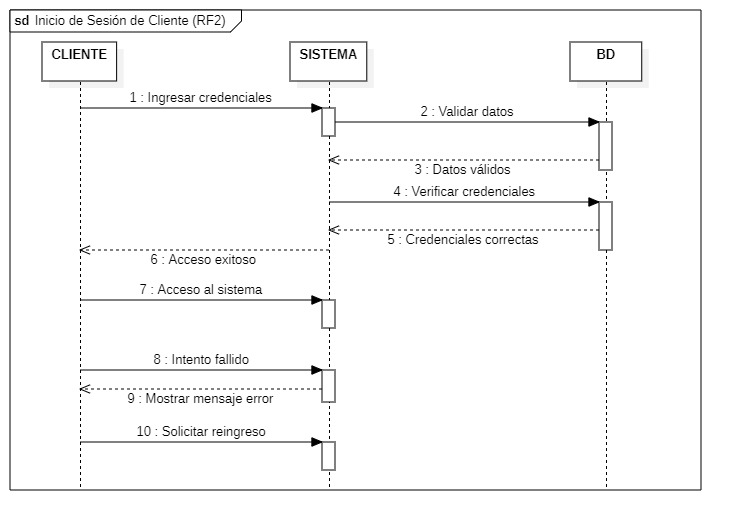 sd Inicio de Sesión de Cliente (RF2)
CLIENTE
SISTEMA
BD
1 : Ingresar credenciales
2 : Validar datos
3 : Datos válidos
4 : Verificar credenciales
5 : Credenciales correctas
6 : Acceso exitoso
7 : Acceso al sistema
8 : Intento fallido
9 : Mostrar mensaje error
10 : Solicitar reingreso